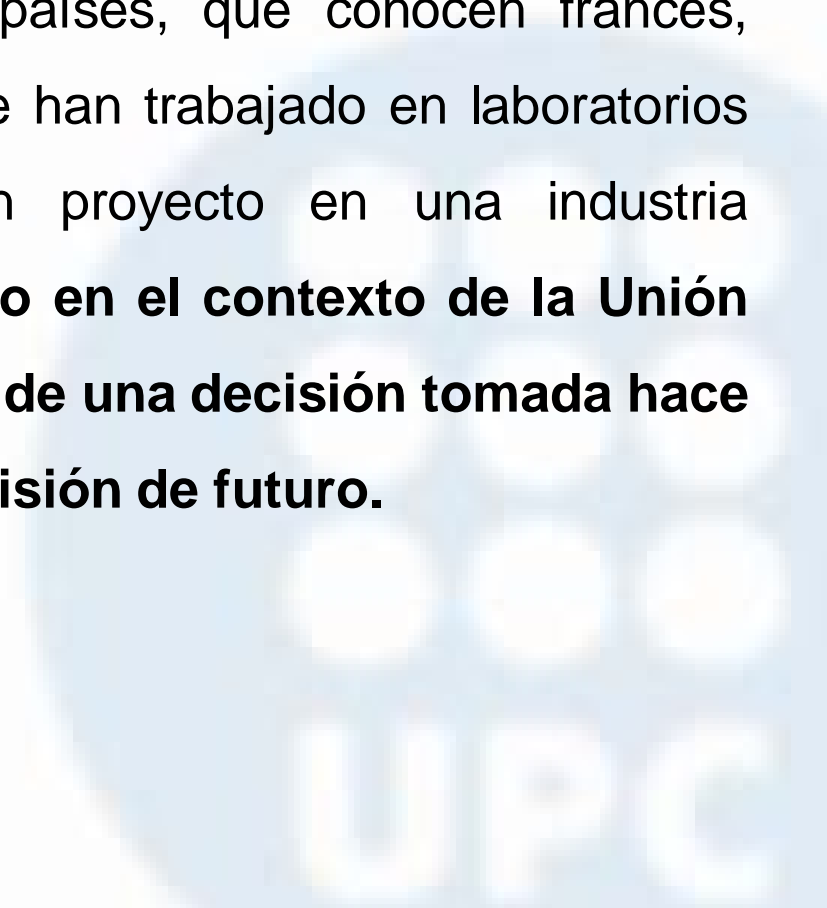 países, que conocen francés,
e han trabajado en laboratorios
n proyecto en una industria
o en el contexto de la Unión
de una decisión tomada hace
isión de futuro.
UPC